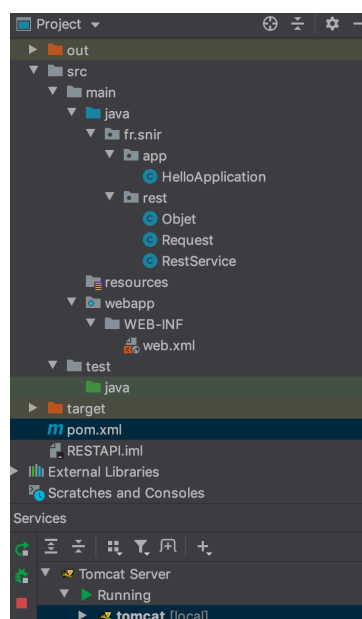 Project
out
src
main
java
fr.snir
app
HelloApplication
rest
Objet
Request
RestService
resources
webapp
WEB-INF
web.xml
test
java
target
m pom.xml
RESTAPI.iml
External Libraries
Scratches and Consoles
Services
Tomcat Server
Running
tomcat [local]